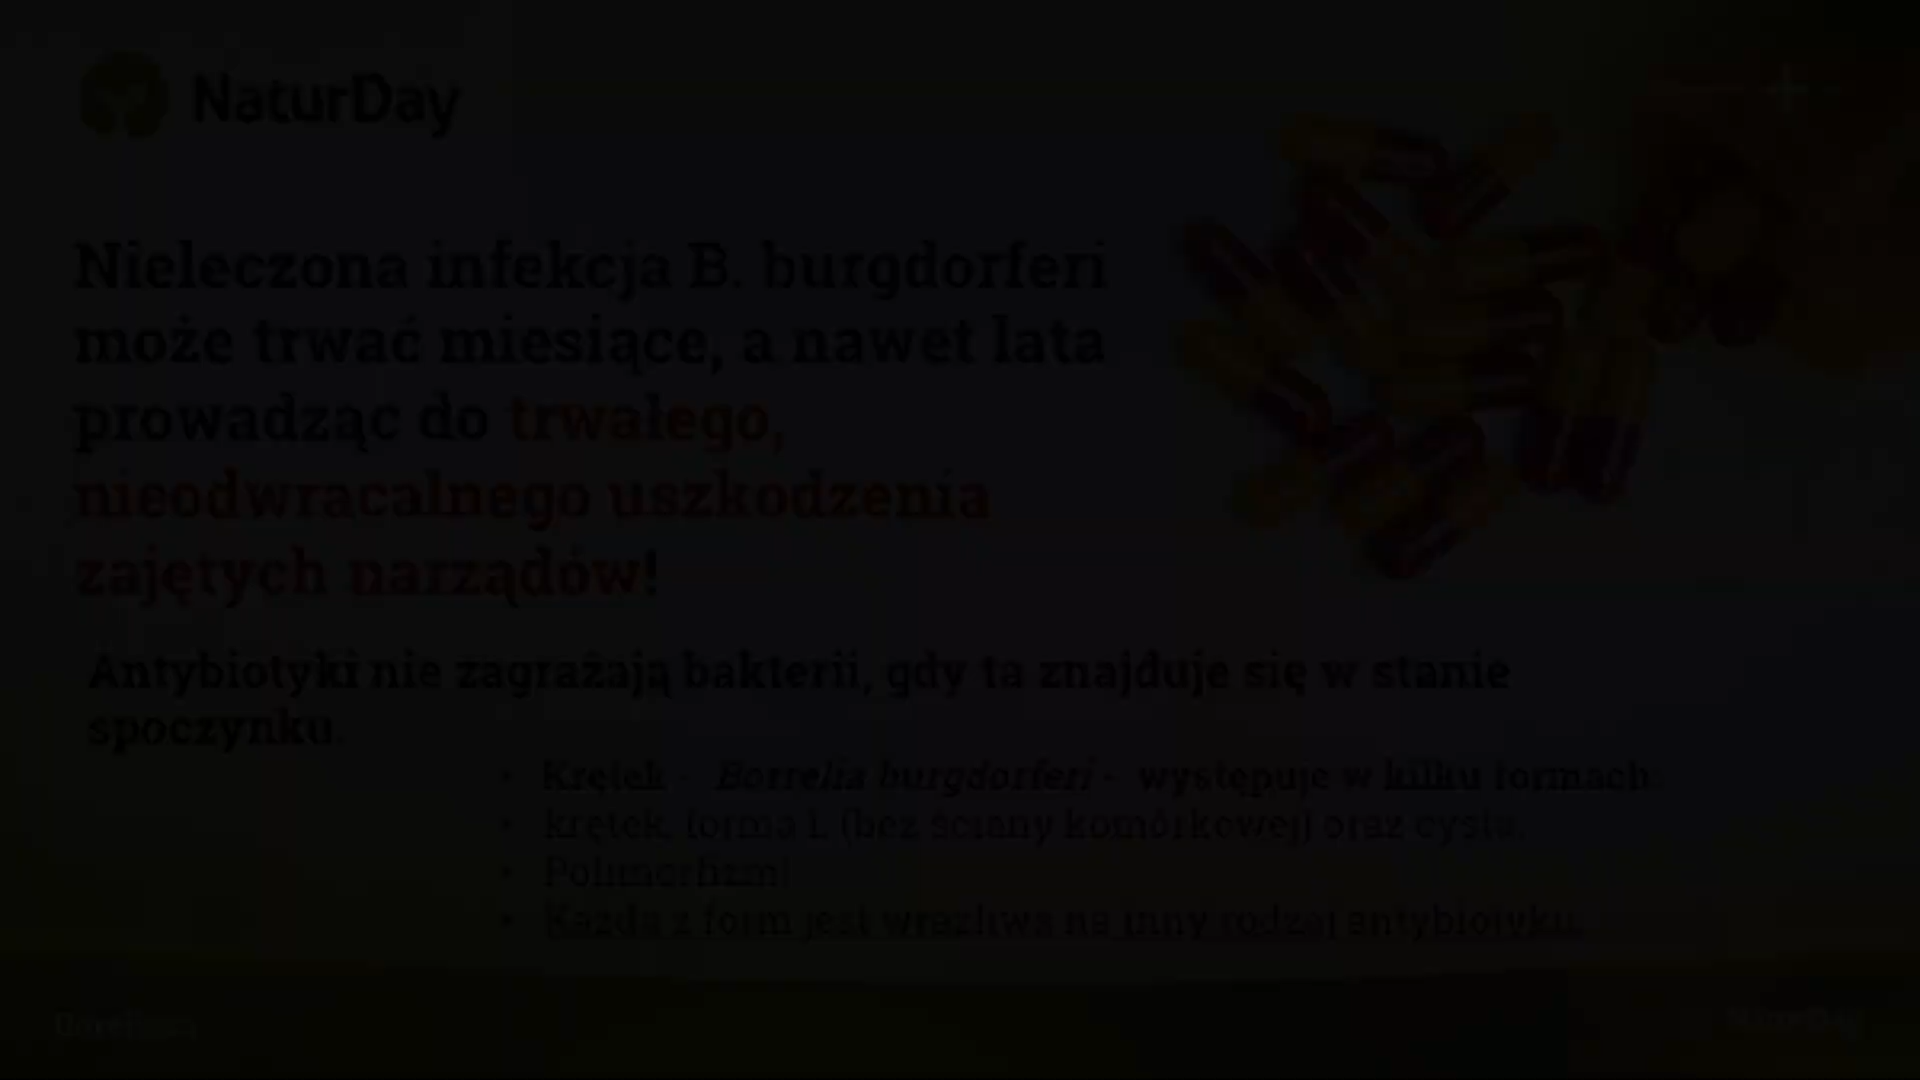 NaturDay
Nieleczona infekcja B. burgdorferi
może trwać miesiące, a nawet lata
prowadząc do trwałego,
nieodwracalnego uszkodzenia
zajętych narządów!
Antybiotyki nie zagrażają bakterii, gdy ta znajduje się w stanie
spoczynku.
• Krętek - Borrelia burgdorferi - występuje w kilku formach
• krętek, forma L (bez ściany komórkowej) oraz cysta.
• Polimorfizm!
• Każda z form jest wrażliwa na inny rodzaj antybiotyku.
NaturDay